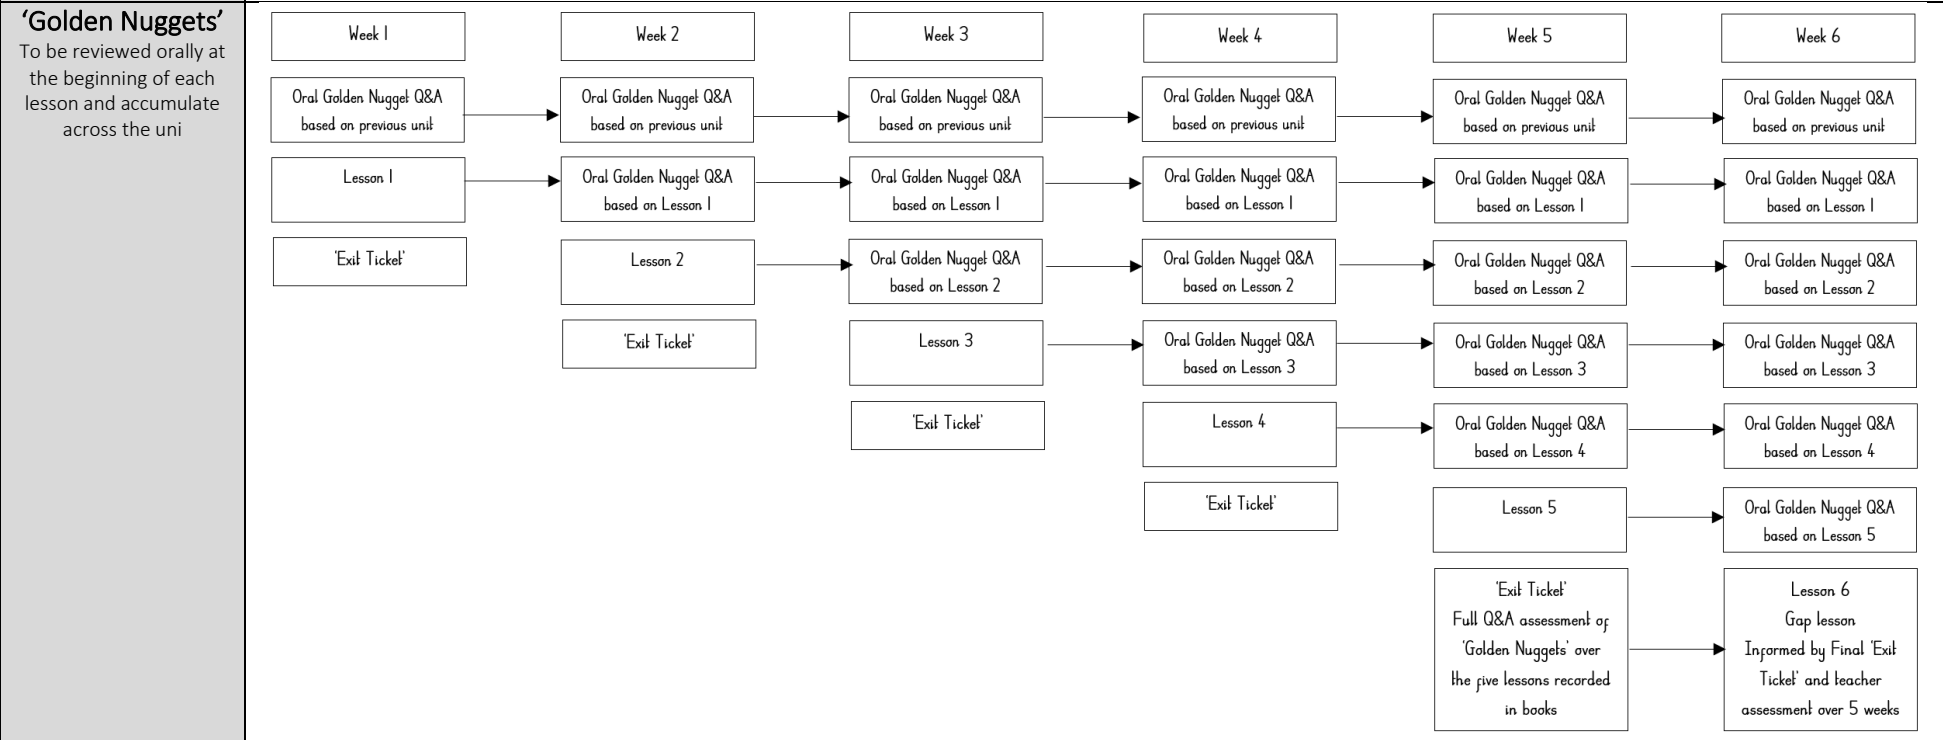 'Golden Nuggets'
To be reviewed orally at
the beginning of each
lesson and accumulate
across the uni
Week 1
Week 2
Week 3
Week 4
Week 5
Week 6
Oral Golden Nugget Q&A
based on previous unit
Oral Golden Nugget Q&A
based on previous unit
Oral Golden Nugget Q&A
based on previous unit
Oral Golden Nugget Q&A
based on previous unit
Oral Golden Nugget Q&A
based on previous unit
Oral Golden Nugget Q&A
based on previous unit
Lesson 1
Oral Golden Nugget Q&A
based on Lesson 1
Oral Golden Nugget Q&A
based on Lesson 1
Oral Golden Nugget Q&A
based on Lesson 1
Oral Golden Nugget Q&A
based on Lesson 1
Oral Golden Nugget Q&A
based on Lesson 1
'Exit Ticket'
Lesson 2
Oral Golden Nugget Q&A
based on Lesson 2
Oral Golden Nugget Q&A
based on Lesson 2
Oral Golden Nugget Q&A
based on Lesson 2
Oral Golden Nugget Q&A
based on Lesson 2
'Exit Ticket'
Lesson 3
Oral Golden Nugget Q&A
based on Lesson 3
Oral Golden Nugget Q&A
based on Lesson 3
Oral Golden Nugget Q&A
based on Lesson 3
'Exit Ticket'
Lesson 4
Oral Golden Nugget Q&A
based on Lesson 4
Oral Golden Nugget Q&A
based on Lesson 4
'Exit Ticket'
Lesson 5
Oral Golden Nugget Q&A
based on Lesson 5
'Exit Ticket'
Full Q&A assessment of
'Golden Nuggets' over
the five lessons recorded
in books
Lesson 6
Gap lesson
Informed by Final 'Exit
Ticket' and teacher
assessment over 5 weeks